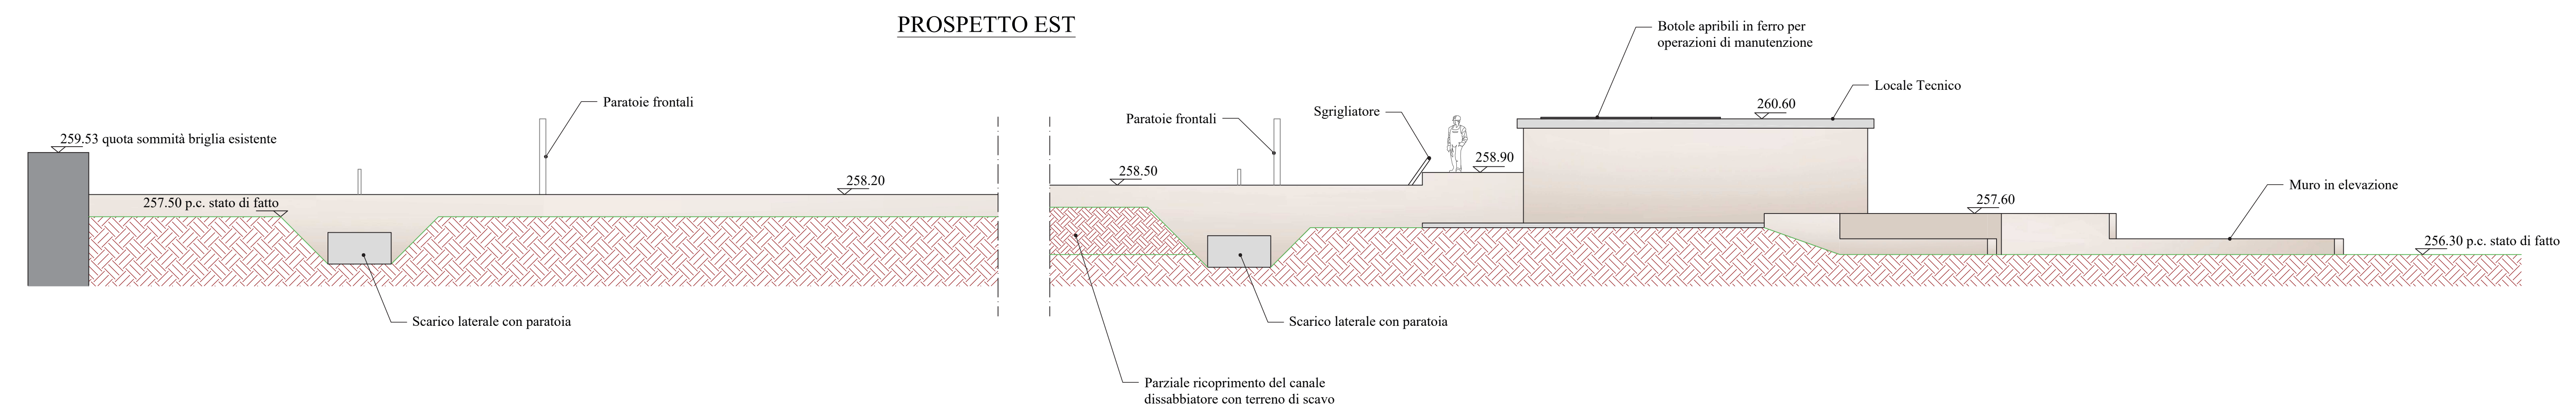 PROSPETTO EST
Botole apribili in ferro per
operazioni di manutenzione
Locale Tecnico
Paratoie frontali
260.60
Sgrigliatore
Paratoie frontali
259.53 quota sommità briglia esistente
258.90
258.50
258.20
Muro in elevazione
257.50 p.c. stato di fatto
257.60
256.30 p.c. stato di fatto
Scarico laterale con paratoia
Scarico laterale con paratoia
Parziale ricoprimento del canale
dissabbiatore con terreno di scavo